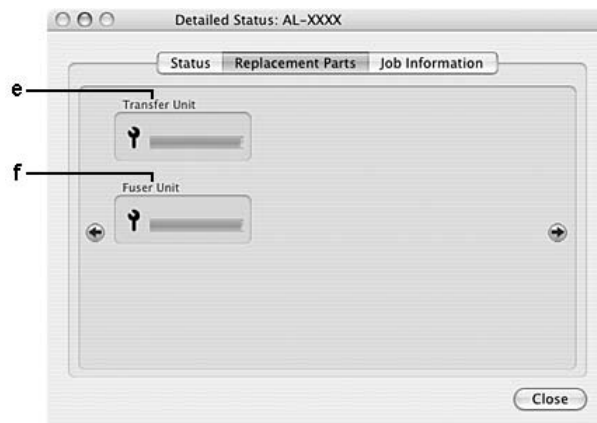 Detailed Status: AL-XXXX
Status Replacement Parts Job Information
e
Transfer Unit
f
Fuser Unit
Close